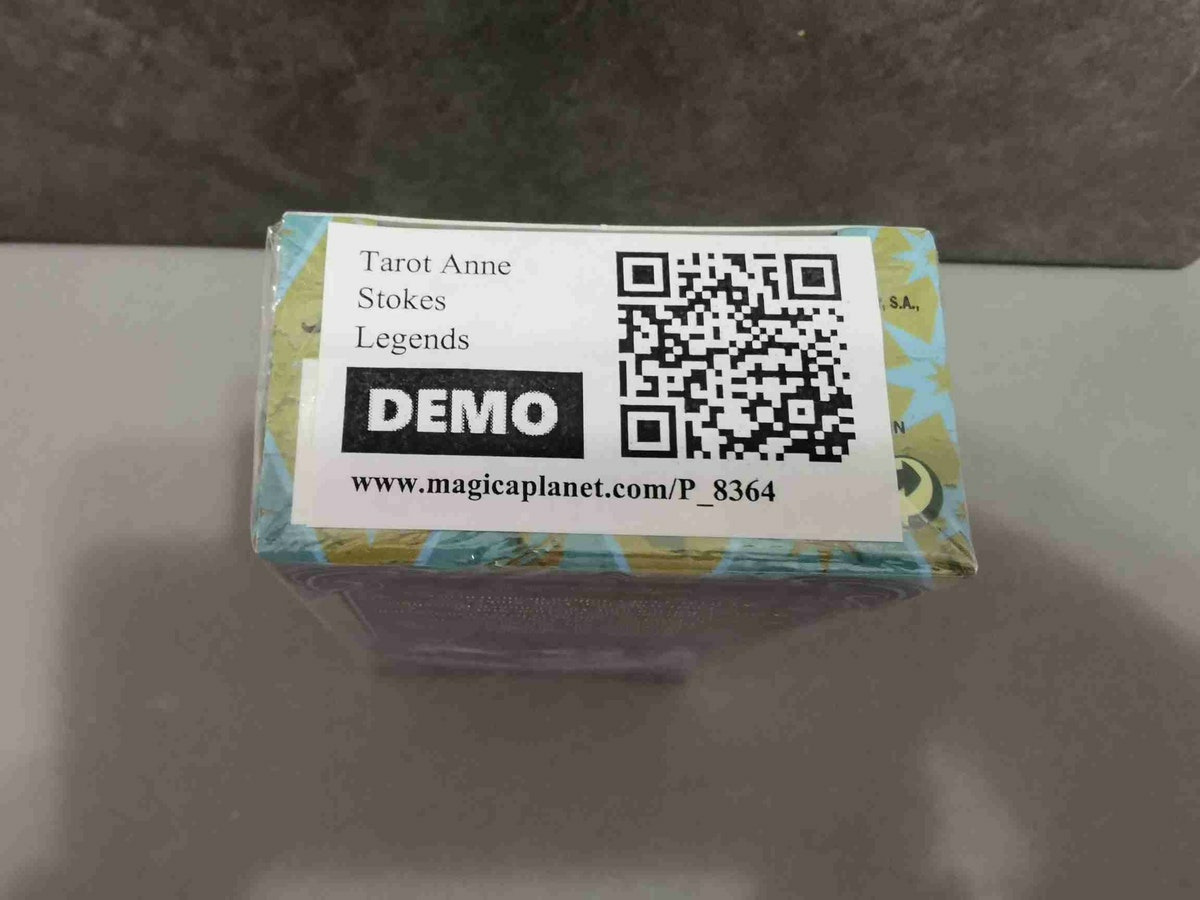 Tarot Anne
Stokes
Legends
DEMO
www.magicaplanet.com/P_8364
S.A.,
N